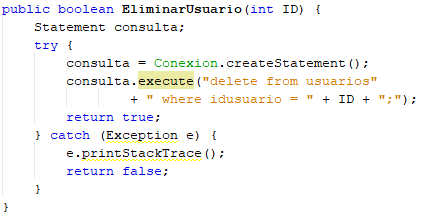 public boolean EliminarUsuario(int ID) {
    Statement consulta;
    try {
        consulta = Conexion.createStatement();
        consulta.execute("delete from usuarios"
                + " where idusuario = " + ID + ";");
        return true;
    } catch (Exception e) {
        e.printStackTrace();
        return false;
    }
}